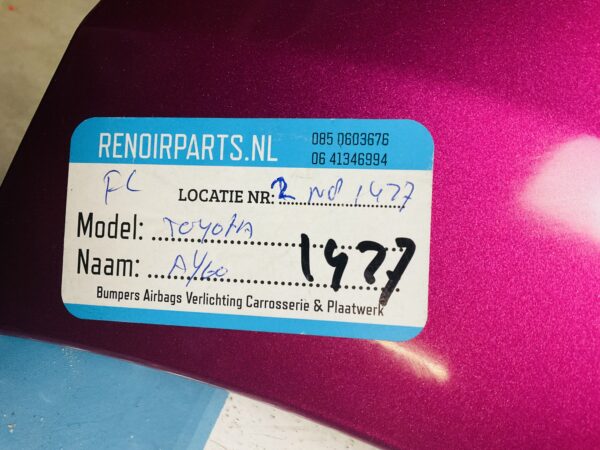 RENOIRPARTS.NL
085 0603676
06 41346994
FL
LOCATIE NR: 2 N8 1477
Model: TOYOTA
Naam: AYGO 1477
Bumpers Airbags Verlichting Carrosserie & Plaatwerk